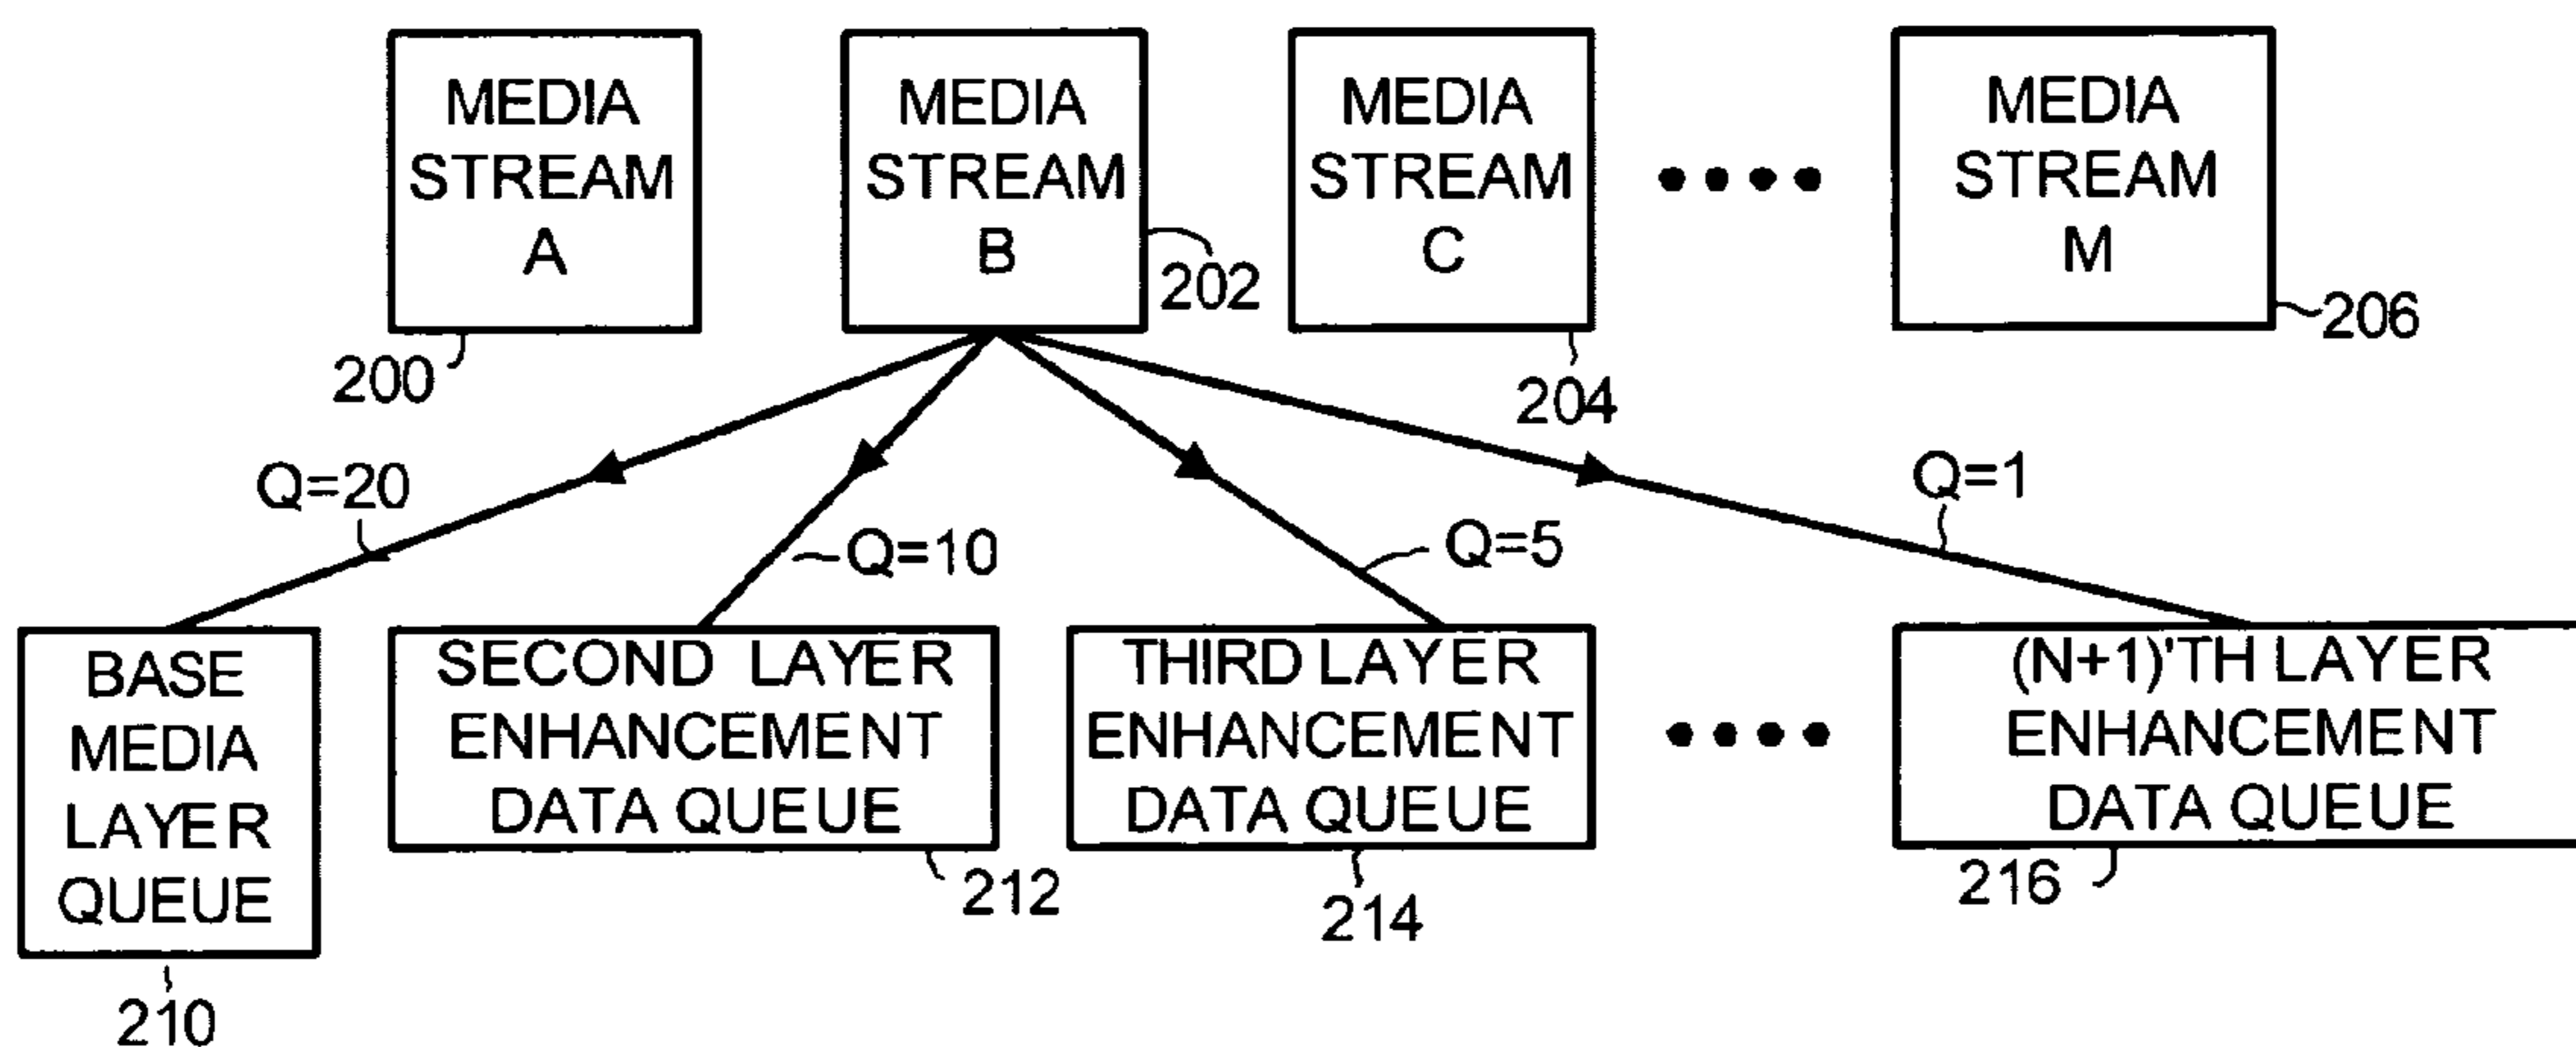 MEDIA
STREAM
A
200
MEDIA
STREAM
B
202
MEDIA
STREAM
C
204
MEDIA
STREAM
M
206
Q=20
Q=10
Q=5
Q=1
BASE
MEDIA
LAYER
QUEUE
210
SECOND LAYER
ENHANCEMENT
DATA QUEUE
212
THIRD LAYER
ENHANCEMENT
DATA QUEUE
214
(N+1)'TH LAYER
ENHANCEMENT
DATA QUEUE
216